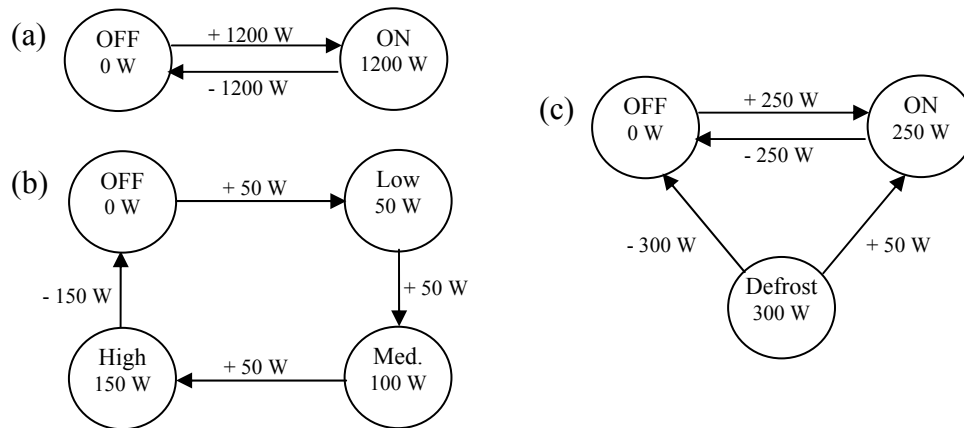 (a)
OFF
0 W
+ 1200 W
- 1200 W
ON
1200 W
(b)
OFF
0 W
+ 50 W
Low
50 W
+ 50 W
Med.
100 W
+ 50 W
High
150 W
- 150 W
(c)
OFF
0 W
+ 250 W
- 250 W
ON
250 W
- 300 W
+ 50 W
Defrost
300 W